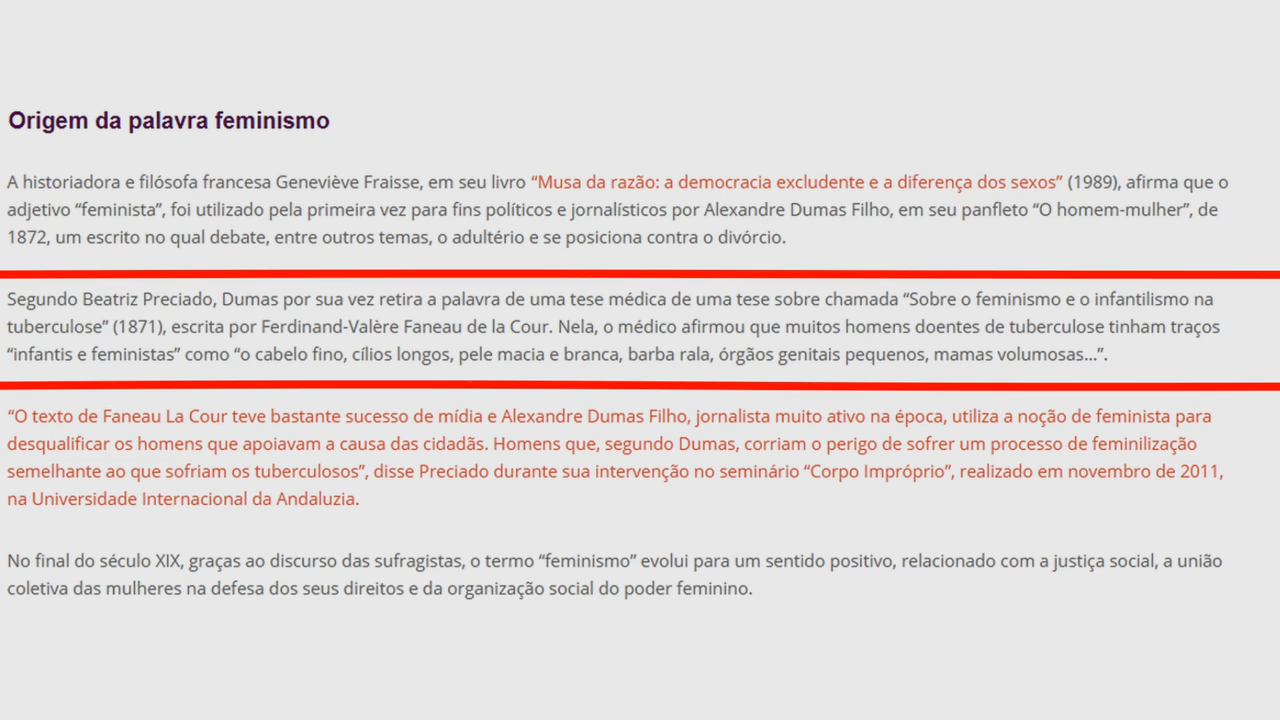 Origem da palavra feminismo
A historiadora e filósofa francesa Geneviève Fraisse, em seu livro “Musa da razão: a democracia excludente e a diferença dos sexos” (1989), afirma que o
adjetivo “feminista”, foi utilizado pela primeira vez para fins políticos e jornalísticos por Alexandre Dumas Filho, em seu panfleto “O homem-mulher”, de
1872, um escrito no qual debate, entre outros temas, o adultério e se posiciona contra o divórcio.
Segundo Beatriz Preciado, Dumas por sua vez retira a palavra de uma tese médica de uma tese sobre chamada “Sobre o feminismo e o infantilismo na
tuberculose” (1871), escrita por Ferdinand-Valère Faneau de la Cour. Nela, o médico afirmou que muitos homens doentes de tuberculose tinham traços
“infantis e feministas” como “o cabelo fino, cílios longos, pele macia e branca, barba rala, órgãos genitais pequenos, mamas volumosas...”.
“O texto de Faneau La Cour teve bastante sucesso de mídia e Alexandre Dumas Filho, jornalista muito ativo na época, utiliza a noção de feminista para
desqualificar os homens que apoiavam a causa das cidadãs. Homens que, segundo Dumas, corriam o perigo de sofrer um processo de feminilização
semelhante ao que sofriam os tuberculosos”, disse Preciado durante sua intervenção no seminário “Corpo Impróprio”, realizado em novembro de 2011,
na Universidade Internacional da Andaluzia.
No final do século XIX, graças ao discurso das sufragistas, o termo “feminismo” evolui para um sentido positivo, relacionado com a justiça social, a união
coletiva das mulheres na defesa dos seus direitos e da organização social do poder feminino.